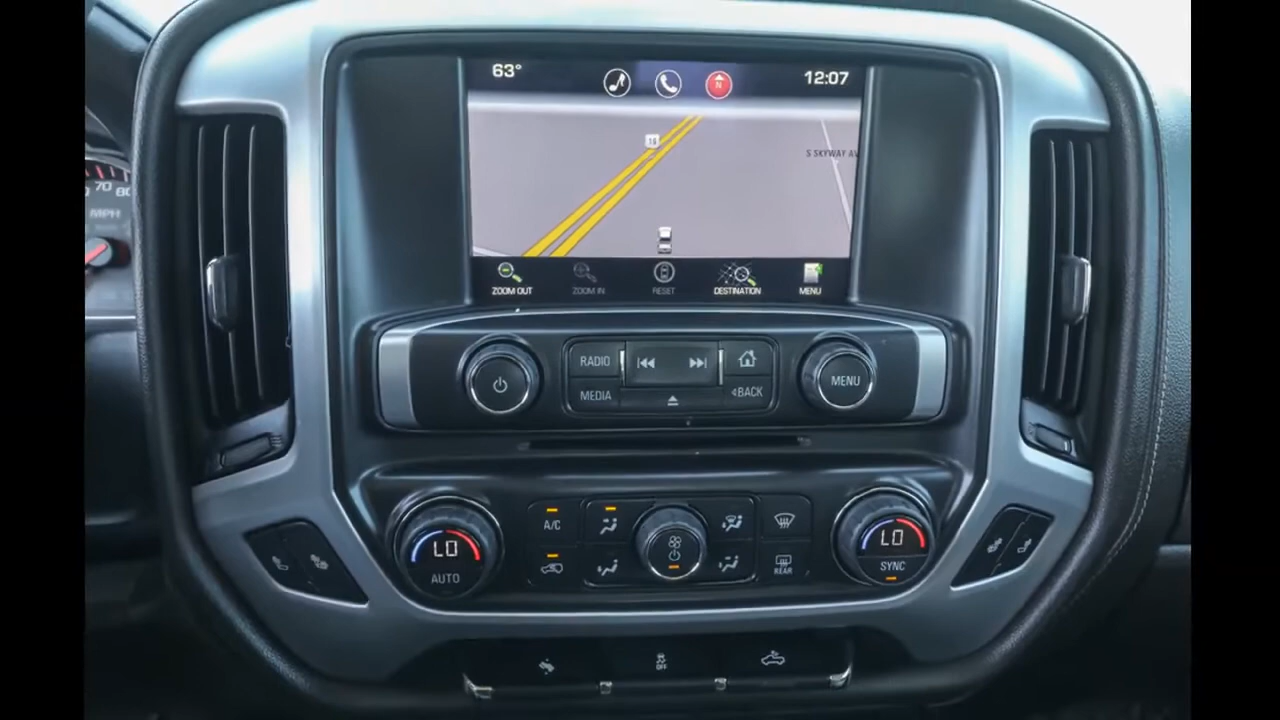 63° N 12:07
16
S SKYWAY AV
70 80
MPH
ZOOM OUT ZOOM IN RESET DESTINATION MENU
RADIO
MEDIA
BACK
MENU
A/C
LO
AUTO
LO
SYNC
REAR
OFF